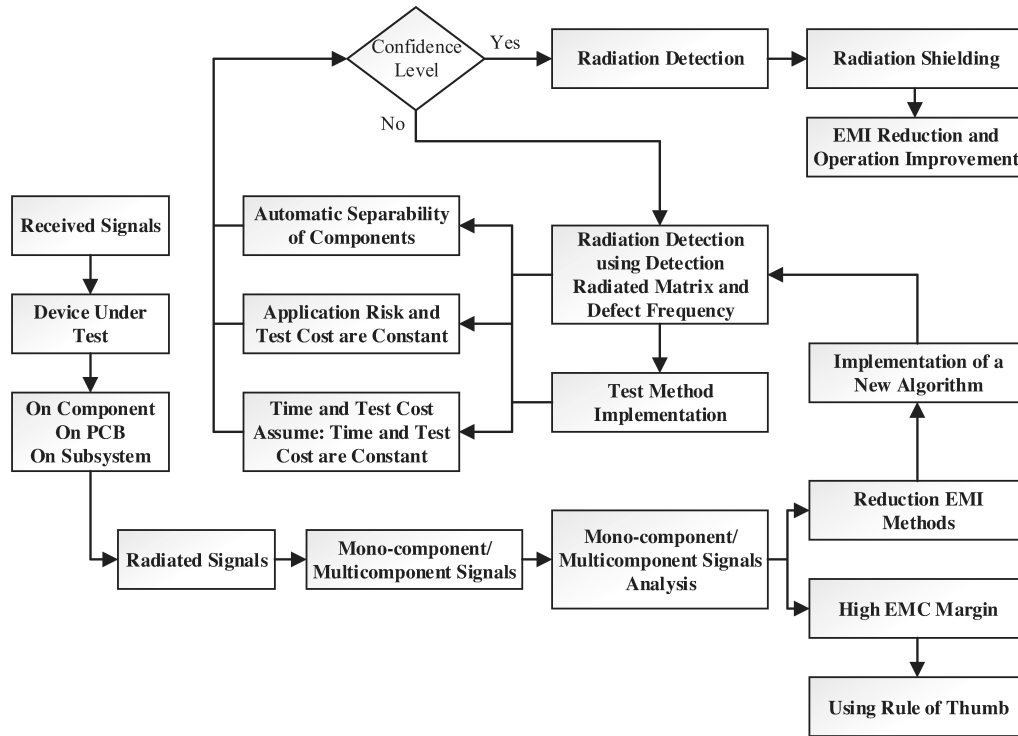 Confidence
Level
Yes
No
Radiation Detection
Radiation Shielding
EMI Reduction and
Operation Improvement
Received Signals
Device Under
Test
On Component
On PCB
On Subsystem
Automatic Separability
of Components
Application Risk and
Test Cost are Constant
Time and Test Cost
Assume: Time and Test
Cost are Constant
Radiation Detection
using Detection
Radiated Matrix and
Defect Frequency
Test Method
Implementation
Implementation of a
New Algorithm
Reduction EMI
Methods
Radiated Signals
Mono-component/
Multicomponent Signals
Mono-component/
Multicomponent Signals
Analysis
High EMC Margin
Using Rule of Thumb